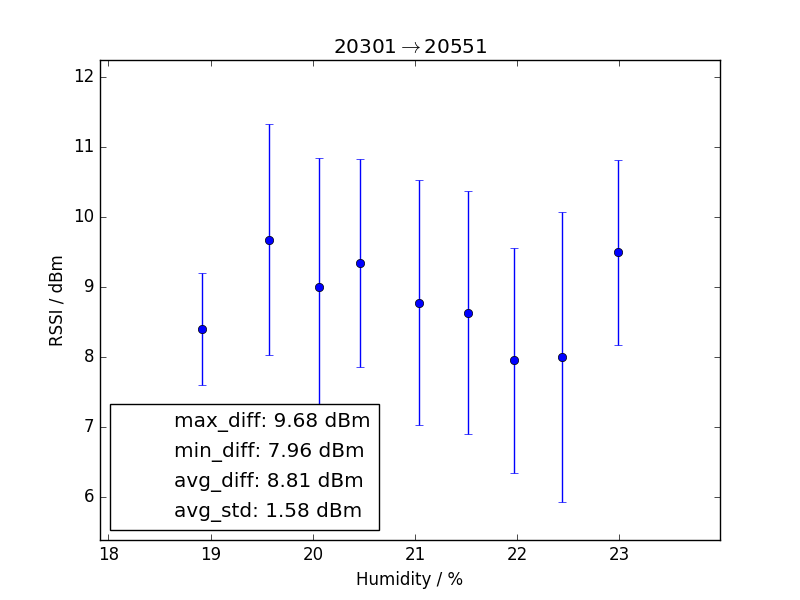 20301→20551
12
11
10
9
8
7
6
RSSI / dBm
max_diff: 9.68 dBm
min_diff: 7.96 dBm
avg_diff: 8.81 dBm
avg_std: 1.58 dBm
18 19 20 21 22 23
Humidity / %